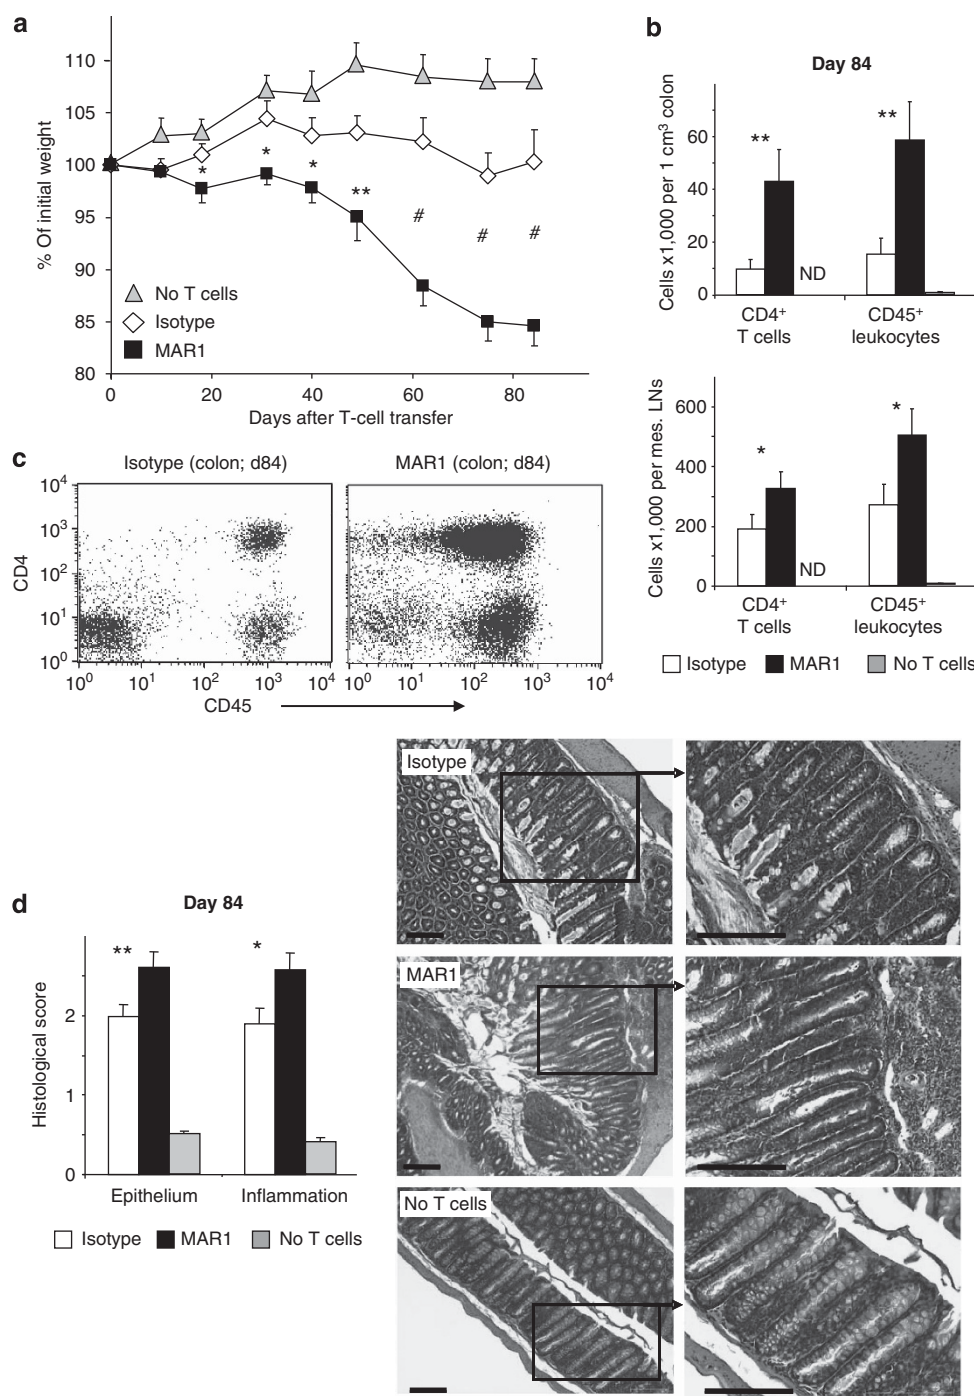 a
110
105
100
95
90
85
80
% Of initial weight
*
*
*
**
#
#
#
No T cells
Isotype
MAR1
0
20
40
60
80
Days after T-cell transfer
b
Day 84
Cells x1,000 per 1 cm³ colon
60
40
20
0
**
**
ND
CD4⁺
T cells
CD45⁺
leukocytes
Cells x1,000 per mes. LNs
600
400
200
0
*
*
ND
CD4⁺
T cells
CD45⁺
leukocytes
Isotype
MAR1
No T cells
c
Isotype (colon; d84)
MAR1 (colon; d84)
CD4
10⁴
10³
10²
10¹
10⁰
10⁰ 10¹ 10² 10³ 10⁴
10⁰ 10¹ 10² 10³ 10⁴
CD45
d
Day 84
Histological score
2
1
0
**
*
Epithelium
Inflammation
Isotype
MAR1
No T cells
Isotype
MAR1
No T cells